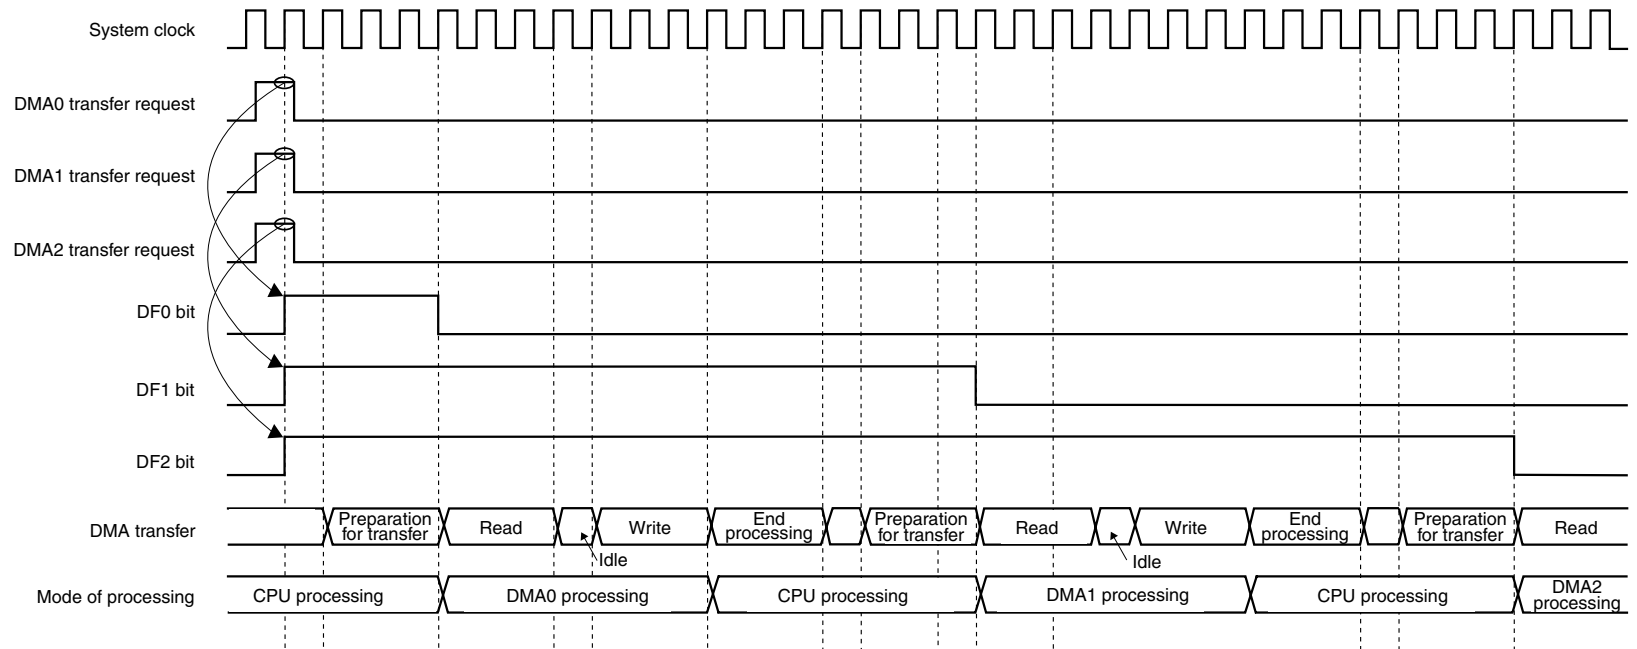 System clock
DMA0 transfer request
DMA1 transfer request
DMA2 transfer request
DF0 bit
DF1 bit
DF2 bit
DMA transfer
Preparation
for transfer
Read
Write
End
processing
Preparation
for transfer
Read
Write
End
processing
Preparation
for transfer
Read
Idle
Idle
Mode of processing
CPU processing
DMA0 processing
CPU processing
DMA1 processing
CPU processing
DMA2
processing